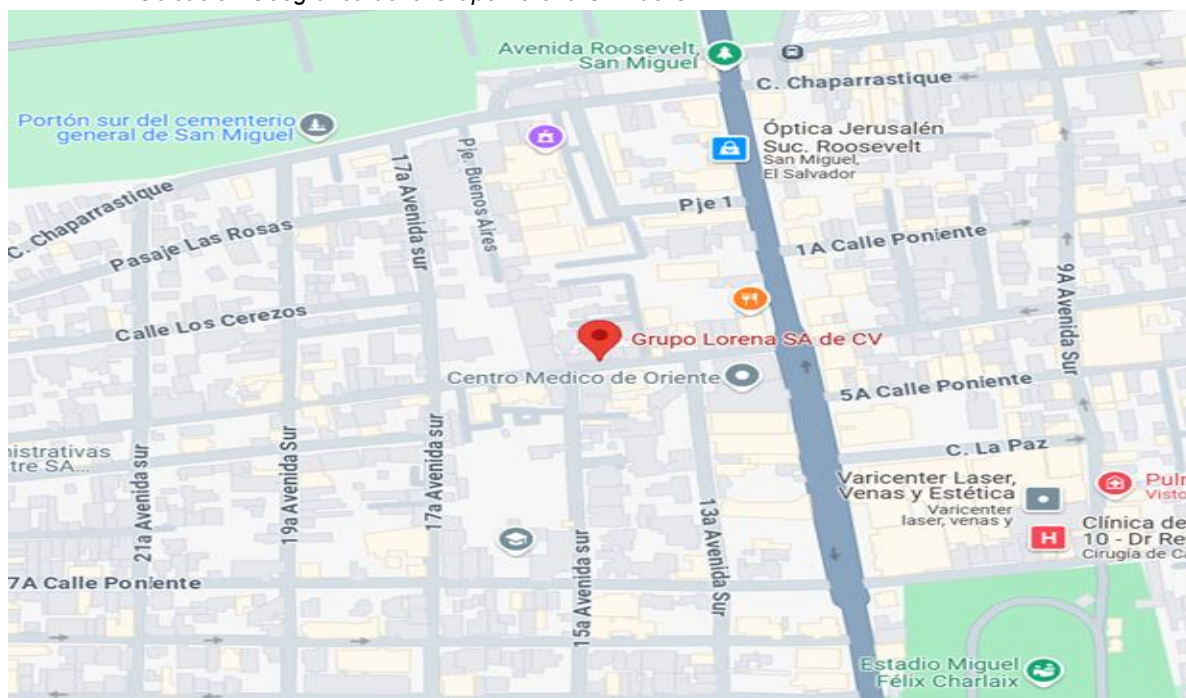 Avenida Roosevelt,
San Miguel
C. Chaparrastique
Portón sur del cementerio
general de San Miguel
Óptica Jerusalén
Suc. Roosevelt
San Miguel,
El Salvador
17a Avenida sur
Pje. Buenos Aires
Pje 1
C. Chaparrastique
Pasaje Las Rosas
1A Calle Poniente
9A Avenida Sur
Calle Los Cerezos
Grupo Lorena SA de CV
Centro Medico de Oriente
5A Calle Poniente
C. La Paz
21a Avenida sur
19a Avenida Sur
17a Avenida sur
Varicenter Laser,
Venas y Estética
Varicenter
laser, venas y
13a Avenida Sur
Clínica de
10 - Dr
H
Cirugía de
7A Calle Poniente
15a Avenida sur
Estadio Miguel
Félix Charlaix